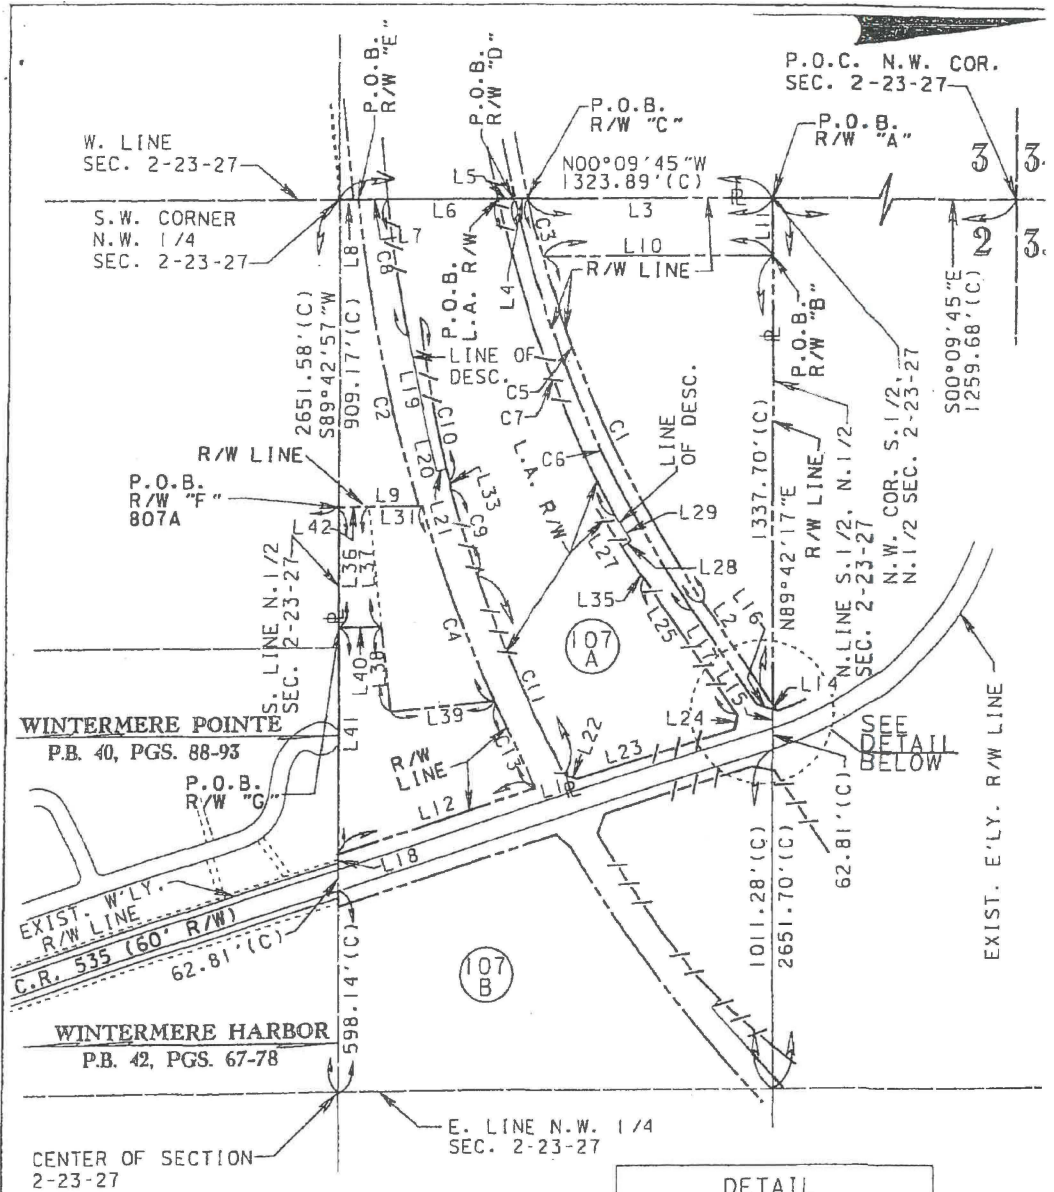 P.O.B.
R/W "E"
P.O.B.
R/W "D"
P.O.C. N.W. COR.
SEC. 2-23-27
P.O.B.
R/W "C"
P.O.B.
R/W "A"
W. LINE
SEC. 2-23-27
N00°09'45"W
1323.89'(C)
3
2
S.W. CORNER
N.W. 1/4
SEC. 2-23-27
L5
L6
L3
L7
L8
C8
C3
L10
L11
L4
R/W LINE
P.O.B.
L.A. R/W
P.O.B.
R/W "B"
S00°09'45"E
1259.68'(C)
2651.58'(C)
S89°42'57"W
909.17'(C)
C2
LINE OF
DESC.
C5
C7
L19
C10
L20
L21
C1
C6
LINE
OF DESC.
L.A. R/W
1337.70'(C)
N89°42'17"E
R/W LINE
N.LINE S.1/2, N.1/2
SEC. 2-23-27
N.W. COR. S.1/2,
N.1/2 SEC. 2-23-27
R/W LINE
P.O.B.
R/W "F"
807A
L9
L31
L33
C9
L42
L36
L37
L29
L27
L28
L35
L25
L2
L16
L17
L15
L14
S. LINE N.1/2
SEC. 2-23-27
C4
107
A
L40
L38
L39
C11
L24
L22
L23
L41
WINTERMERE POINTE
P.B. 40, PGS. 88-93
SEE
DETAIL
BELOW
R/W
LINE
C13
P.O.B.
R/W "G"
L12
L1
L18
62.81'(C)
EXIST. W'LY.
R/W LINE
C.R. 535 (60' R/W)
62.81'(C)
EXIST. E'LY. R/W LINE
1011.28'(C)
2651.70'(C)
107
B
598.14'(C)
WINTERMERE HARBOR
P.B. 42, PGS. 67-78
E. LINE N.W. 1/4
SEC. 2-23-27
CENTER OF SECTION
2-23-27
DETAIL